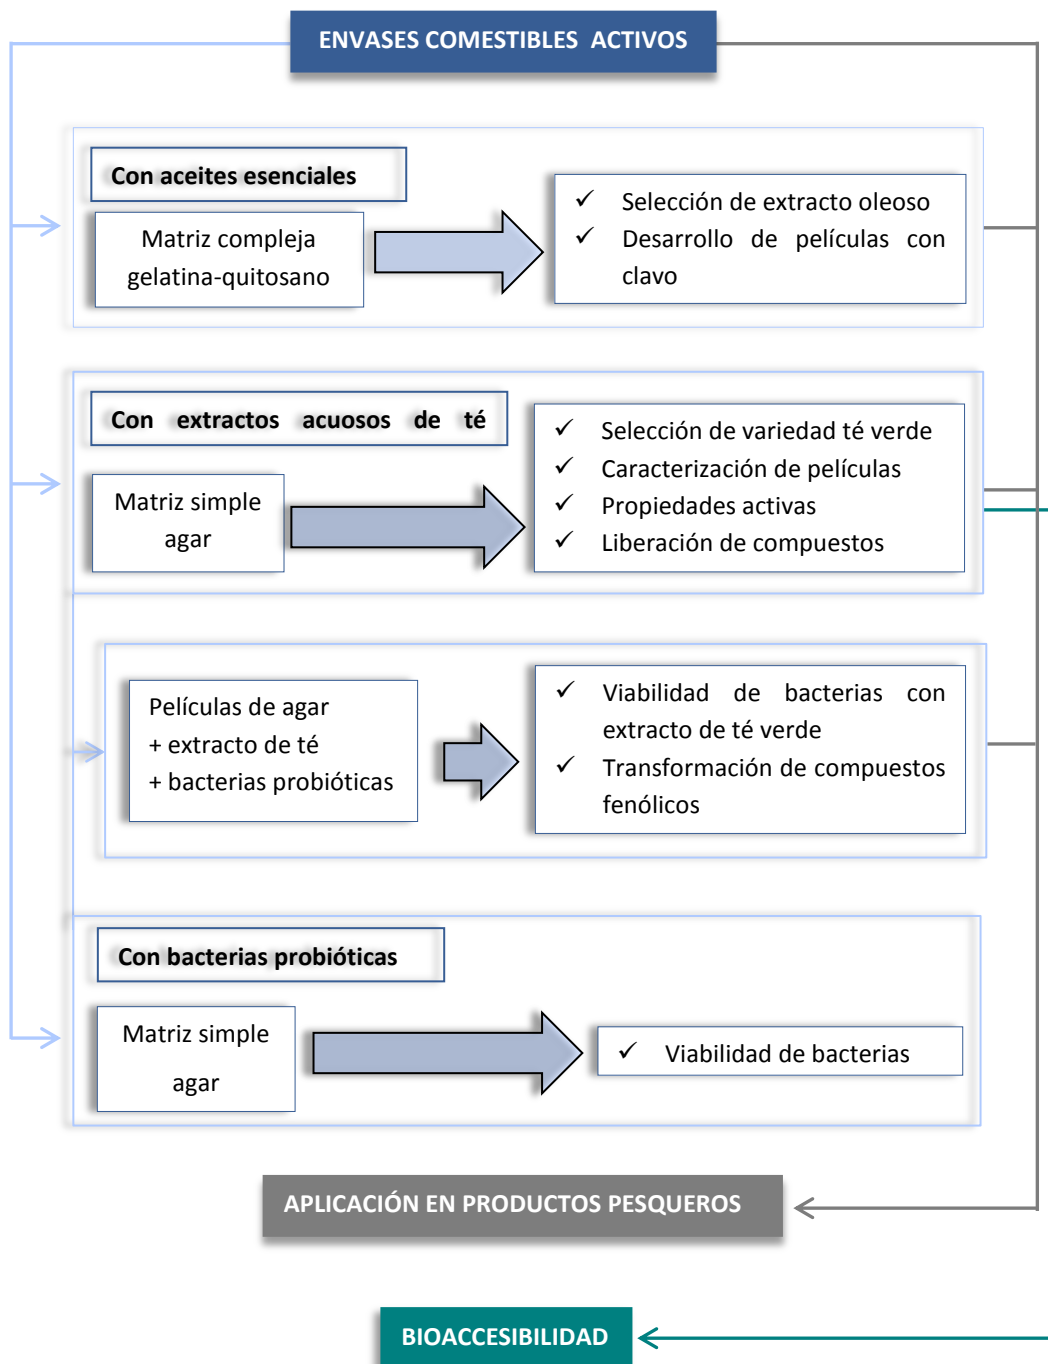 ENVASES COMESTIBLES ACTIVOS
Con aceites esenciales
Matriz compleja
gelatina-quitosano
✓ Selección de extracto oleoso
✓ Desarrollo de películas con
clavo
Con extractos acuosos de té
Matriz simple
agar
✓ Selección de variedad té verde
✓ Caracterización de películas
✓ Propiedades activas
✓ Liberación de compuestos
Películas de agar
+ extracto de té
+ bacterias probióticas
✓ Viabilidad de bacterias con
extracto de té verde
✓ Transformación de compuestos
fenólicos
Con bacterias probióticas
Matriz simple
agar
✓ Viabilidad de bacterias
APLICACIÓN EN PRODUCTOS PESQUEROS
BIOACCESIBILIDAD